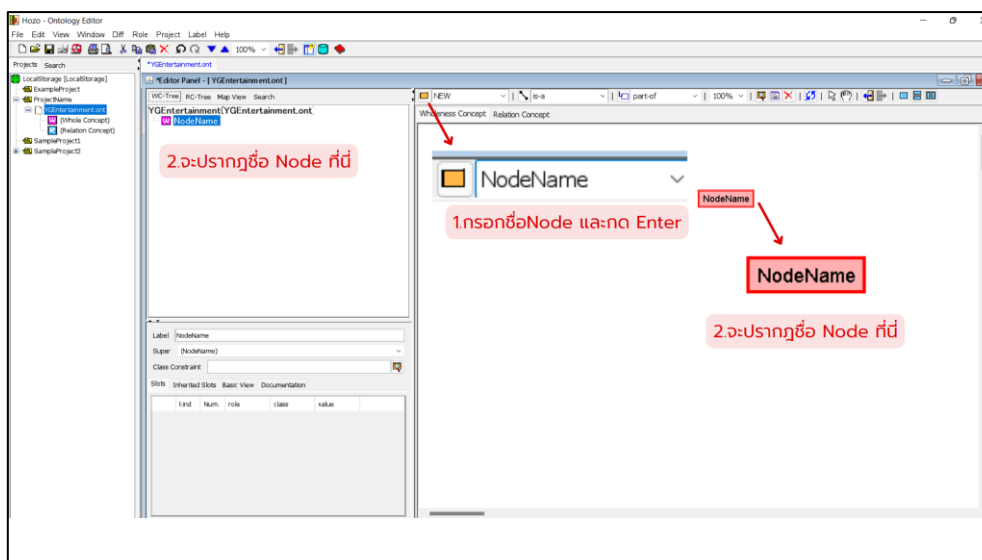 Hozo - Ontology Editor
File Edit View Window Diff Role Project Label Help
100%
Projects Search
*YGEntertainment.ont
LocalStorage [LocalStorage]
ExampleProject
ProjectName
YGEntertainment.ont
(Whole Concept)
(Relation Concept)
SampleProject1
SampleProject2
*Editor Panel - [ YGEntertainment.ont ]
WC-Tree RC-Tree Map View Search
YGEntertainment(YGEntertainment.ont
W NodeName
2.จะปรากฎชื่อ Node ที่นี่
NEW is-a part-of 100%
Wholeness Concept Relation Concept
NodeName
1.กรอกชื่อNode และกด Enter
NodeName
NodeName
2.จะปรากฎชื่อ Node ที่นี่
Label NodeName
Super (NodeName)
Class Constraint
Slots Inherited Slots Basic View Documentation
Kind Num. role class value